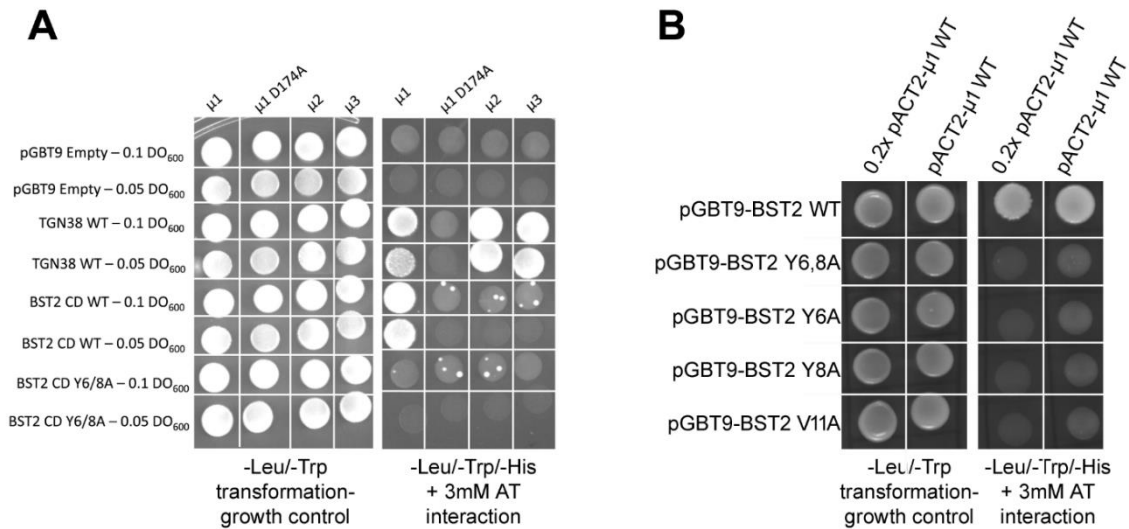 A
μ1 μ1 D174A μ2 μ3 μ1 μ1 D174A μ2 μ3
pGBT9 Empty – 0.1 DO600
pGBT9 Empty – 0.05 DO600
TGN38 WT – 0.1 DO600
TGN38 WT – 0.05 DO600
BST2 CD WT – 0.1 DO600
BST2 CD WT – 0.05 DO600
BST2 CD Y6/8A – 0.1 DO600
BST2 CD Y6/8A – 0.05 DO600
-Leu/-Trp
transformation-
growth control
-Leu/-Trp/-His
+ 3mM AT
interaction
B
0.2x pACT2-μ1 WT
pACT2-μ1 WT
0.2x pACT2-μ1 WT
pACT2-μ1 WT
pGBT9-BST2 WT
pGBT9-BST2 Y6,8A
pGBT9-BST2 Y6A
pGBT9-BST2 Y8A
pGBT9-BST2 V11A
-Leu/-Trp
transformation-
growth control
-Leu/-Trp/-His
+ 3mM AT
interaction